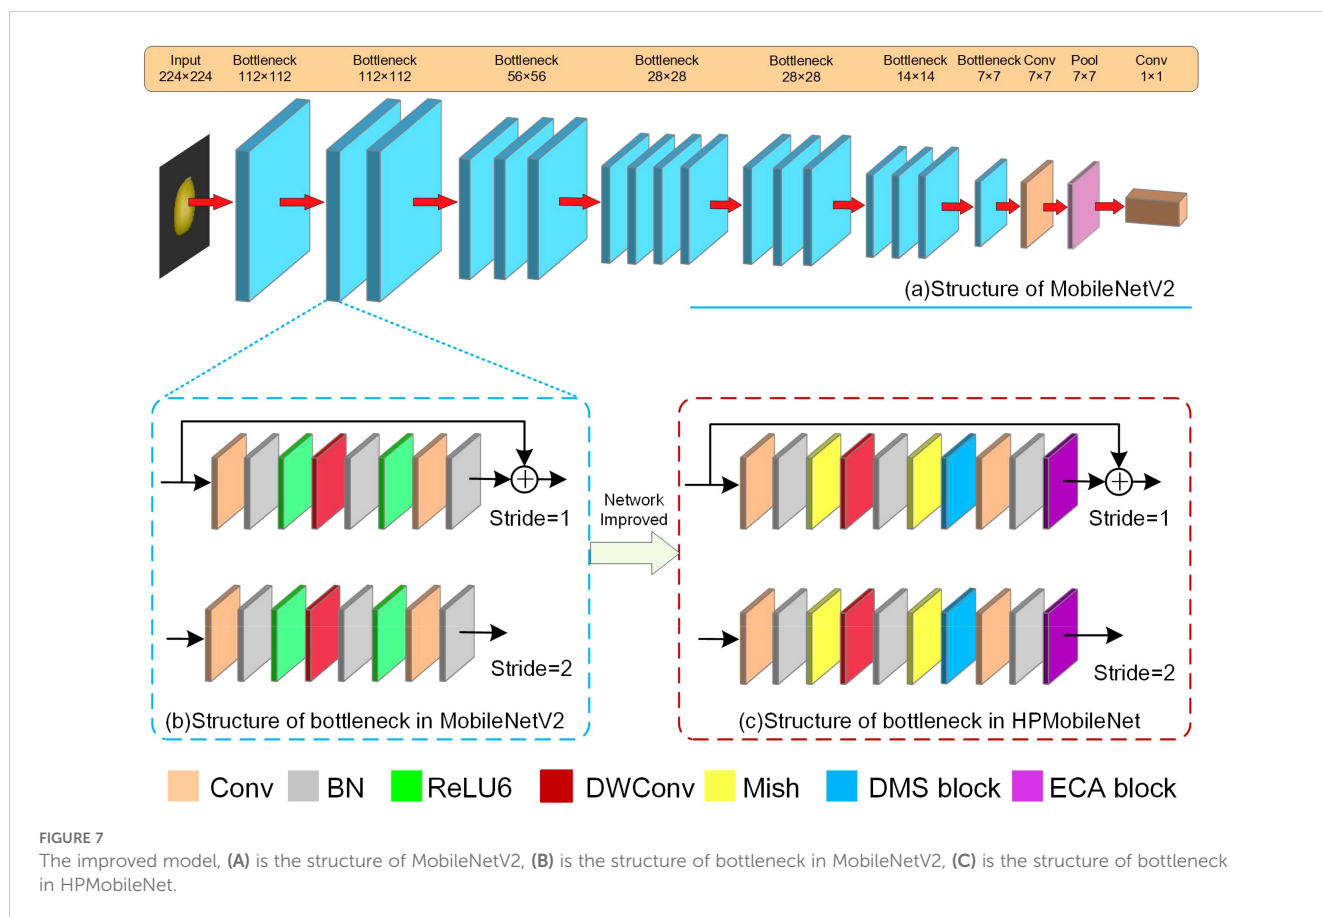 Input Bottleneck Bottleneck Bottleneck Bottleneck Bottleneck Bottleneck Bottleneck Conv Pool Conv
224×224 112×112 112×112 56×56 28×28 28×28 14×14 7×7 7×7 7×7 1×1
(a)Structure of MobileNetV2
Network
Improved
Stride=1
Stride=1
Stride=2
Stride=2
(b)Structure of bottleneck in MobileNetV2
(c)Structure of bottleneck in HPMobileNet
Conv BN ReLU6 DWConv Mish DMS block ECA block
FIGURE 7
The improved model, (A) is the structure of MobileNetV2, (B) is the structure of bottleneck in MobileNetV2, (C) is the structure of bottleneck
in HPMobileNet.